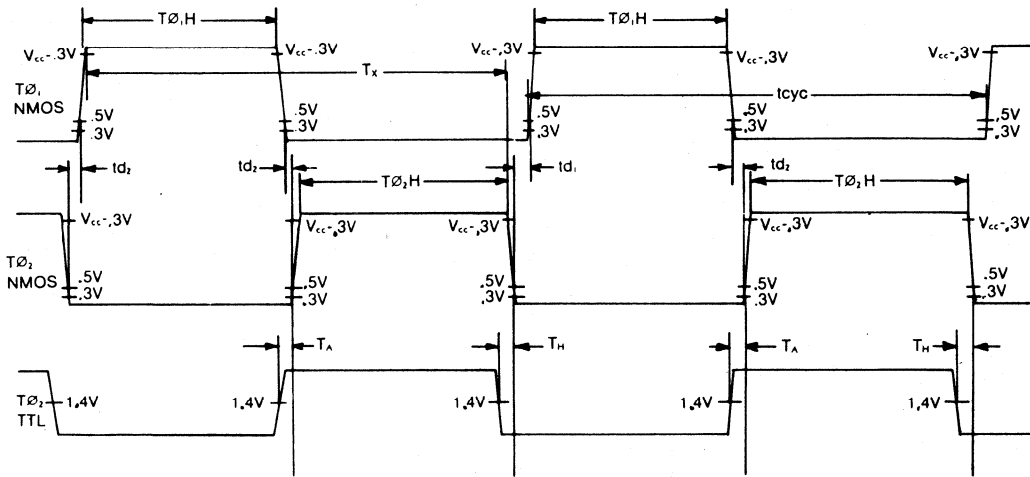 TØ₁H TØ₁H
Vcc-.3V Vcc-.3V Vcc-,3V Vcc-,3V Vcc-,3V
Tx
tcyc
TØ₁
NMOS
.5V .5V .5V .5V .5V
.3V .3V .3V .3V .3V
td₂ td₂ td₁ td₂
TØ₂H TØ₂H
Vcc-,3V Vcc-,3V Vcc-,3V Vcc-,3V Vcc-,3V
TØ₂
NMOS
.5V .5V .5V .5V .5V
.3V .3V .3V .3V .3V
TA TH TA TH
TØ₂
TTL
1,4V 1.4V 1.4V 1.4V 1.4V